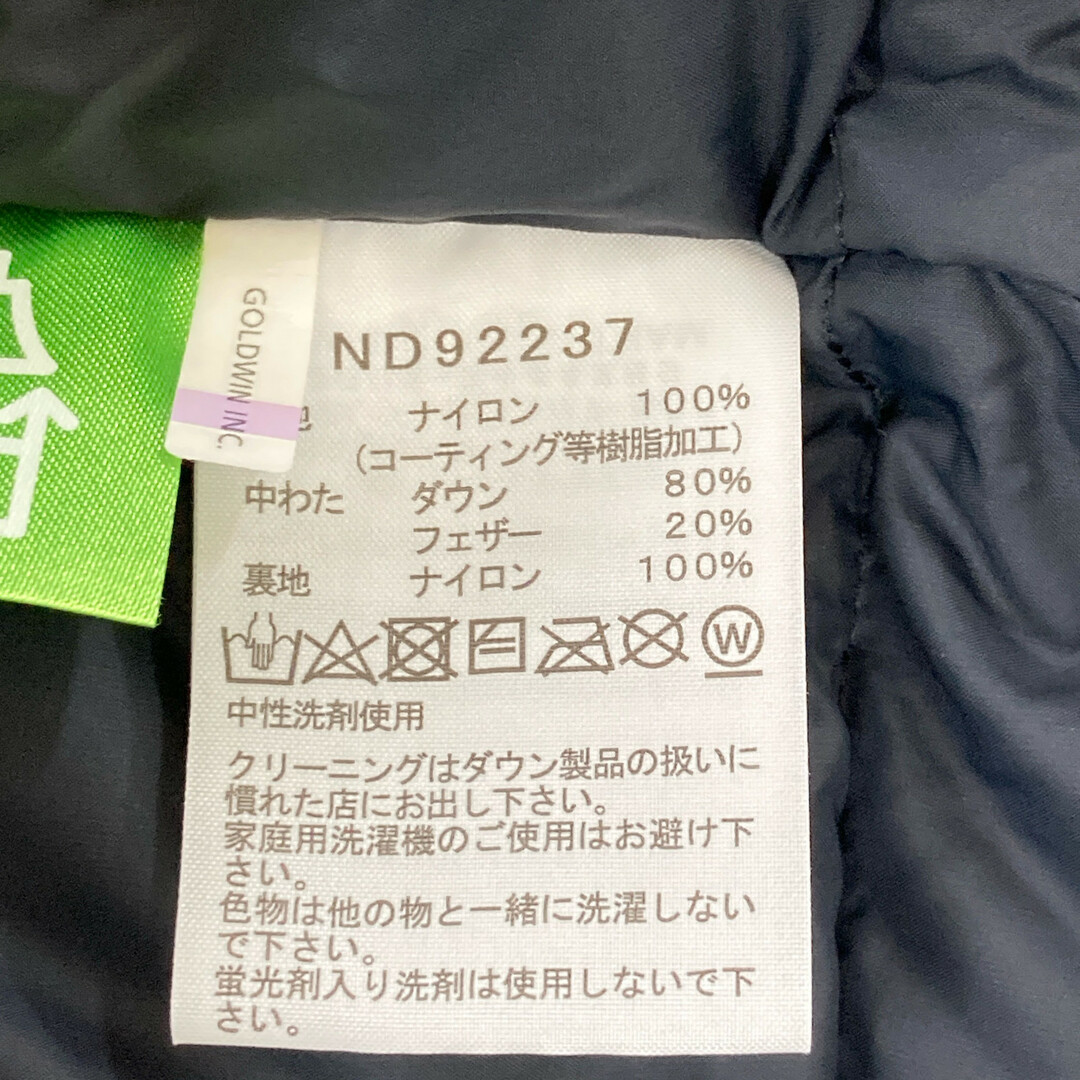 GOLDWIN INC.
ND92237
地 ナイロン 100%
(コーティング等樹脂加工)
中わた ダウン 80%
フェザー 20%
裏地 ナイロン 100%
W
中性洗剤使用
クリーニングはダウン製品の扱いに
慣れた店にお出し下さい。
家庭用洗濯機のご使用はお避け下
さい。
色物は他の物と一緒に洗濯しない
で下さい。
蛍光剤入り洗剤は使用しないで下
さい。